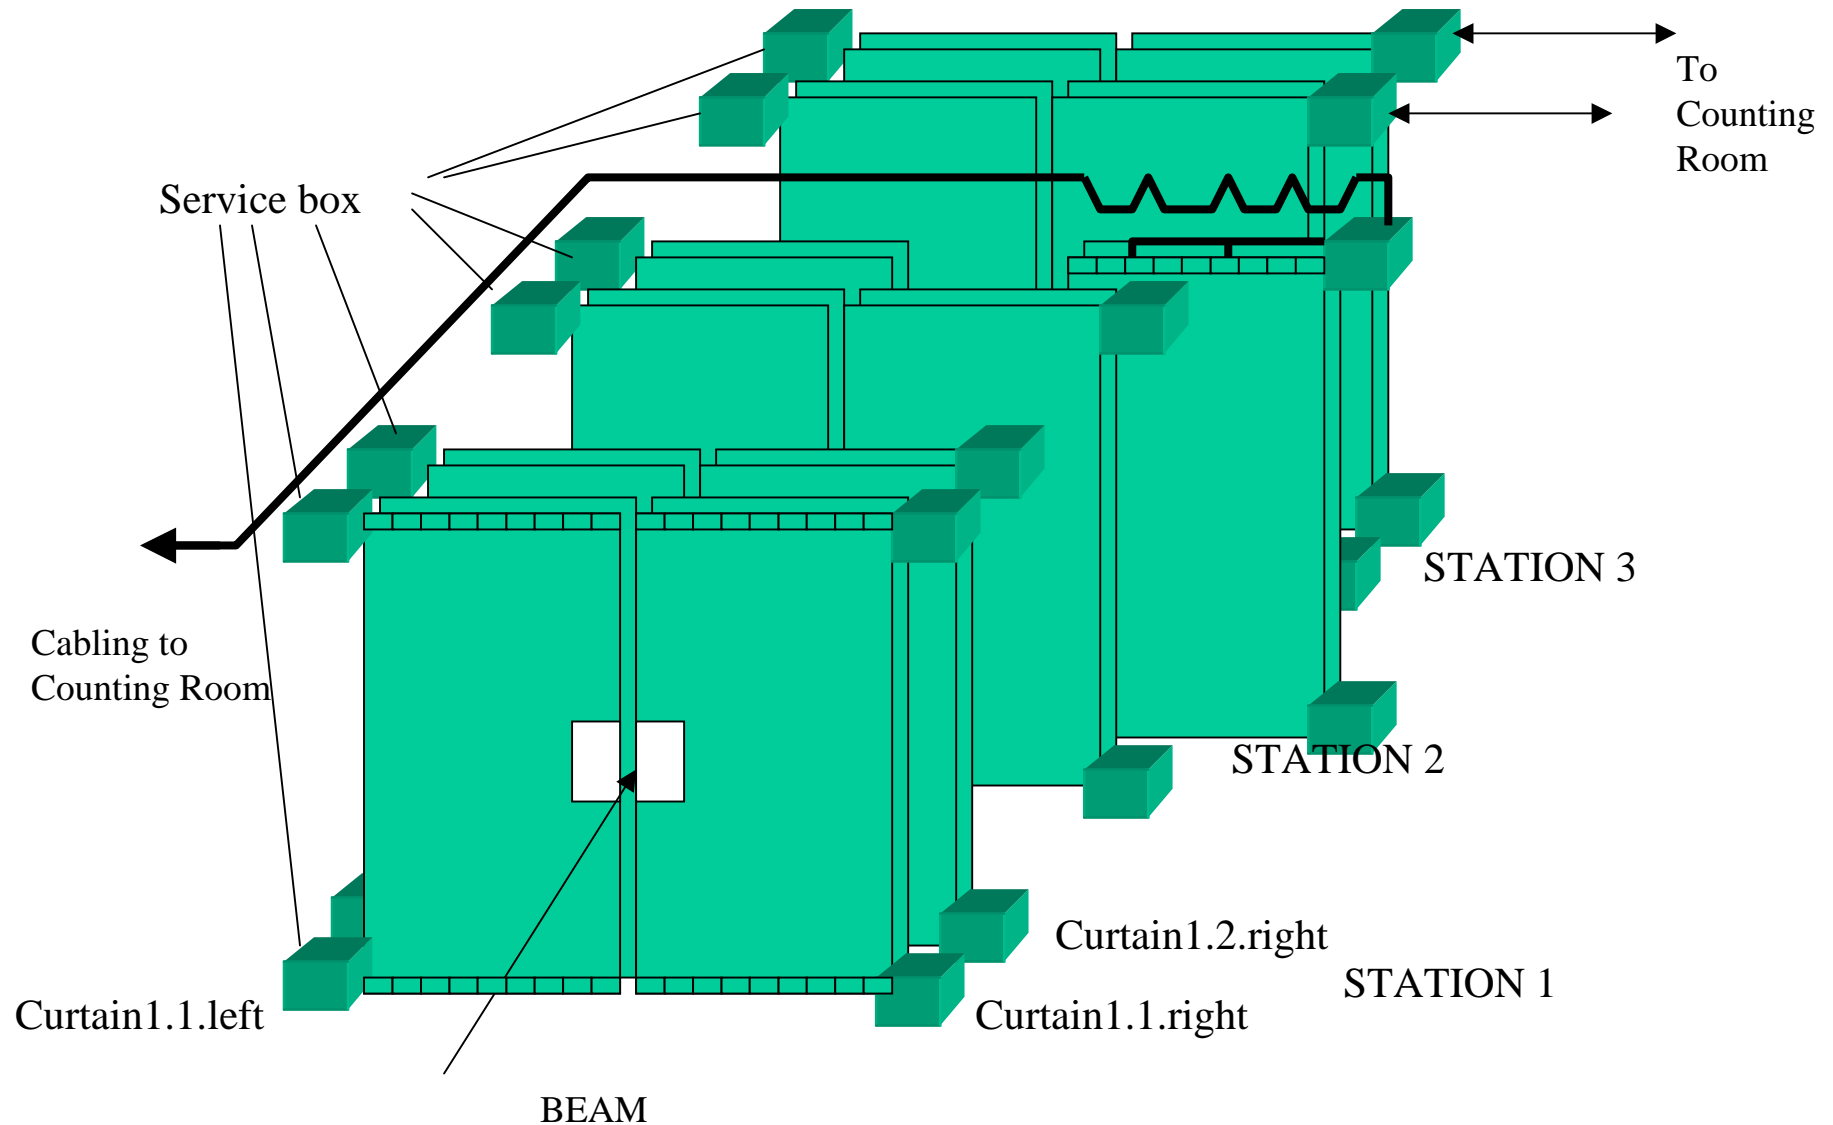 To
Counting
Room
Service box
STATION 3
Cabling to
Counting Room
STATION 2
Curtain1.2.right
STATION 1
Curtain1.1.left
Curtain1.1.right
BEAM